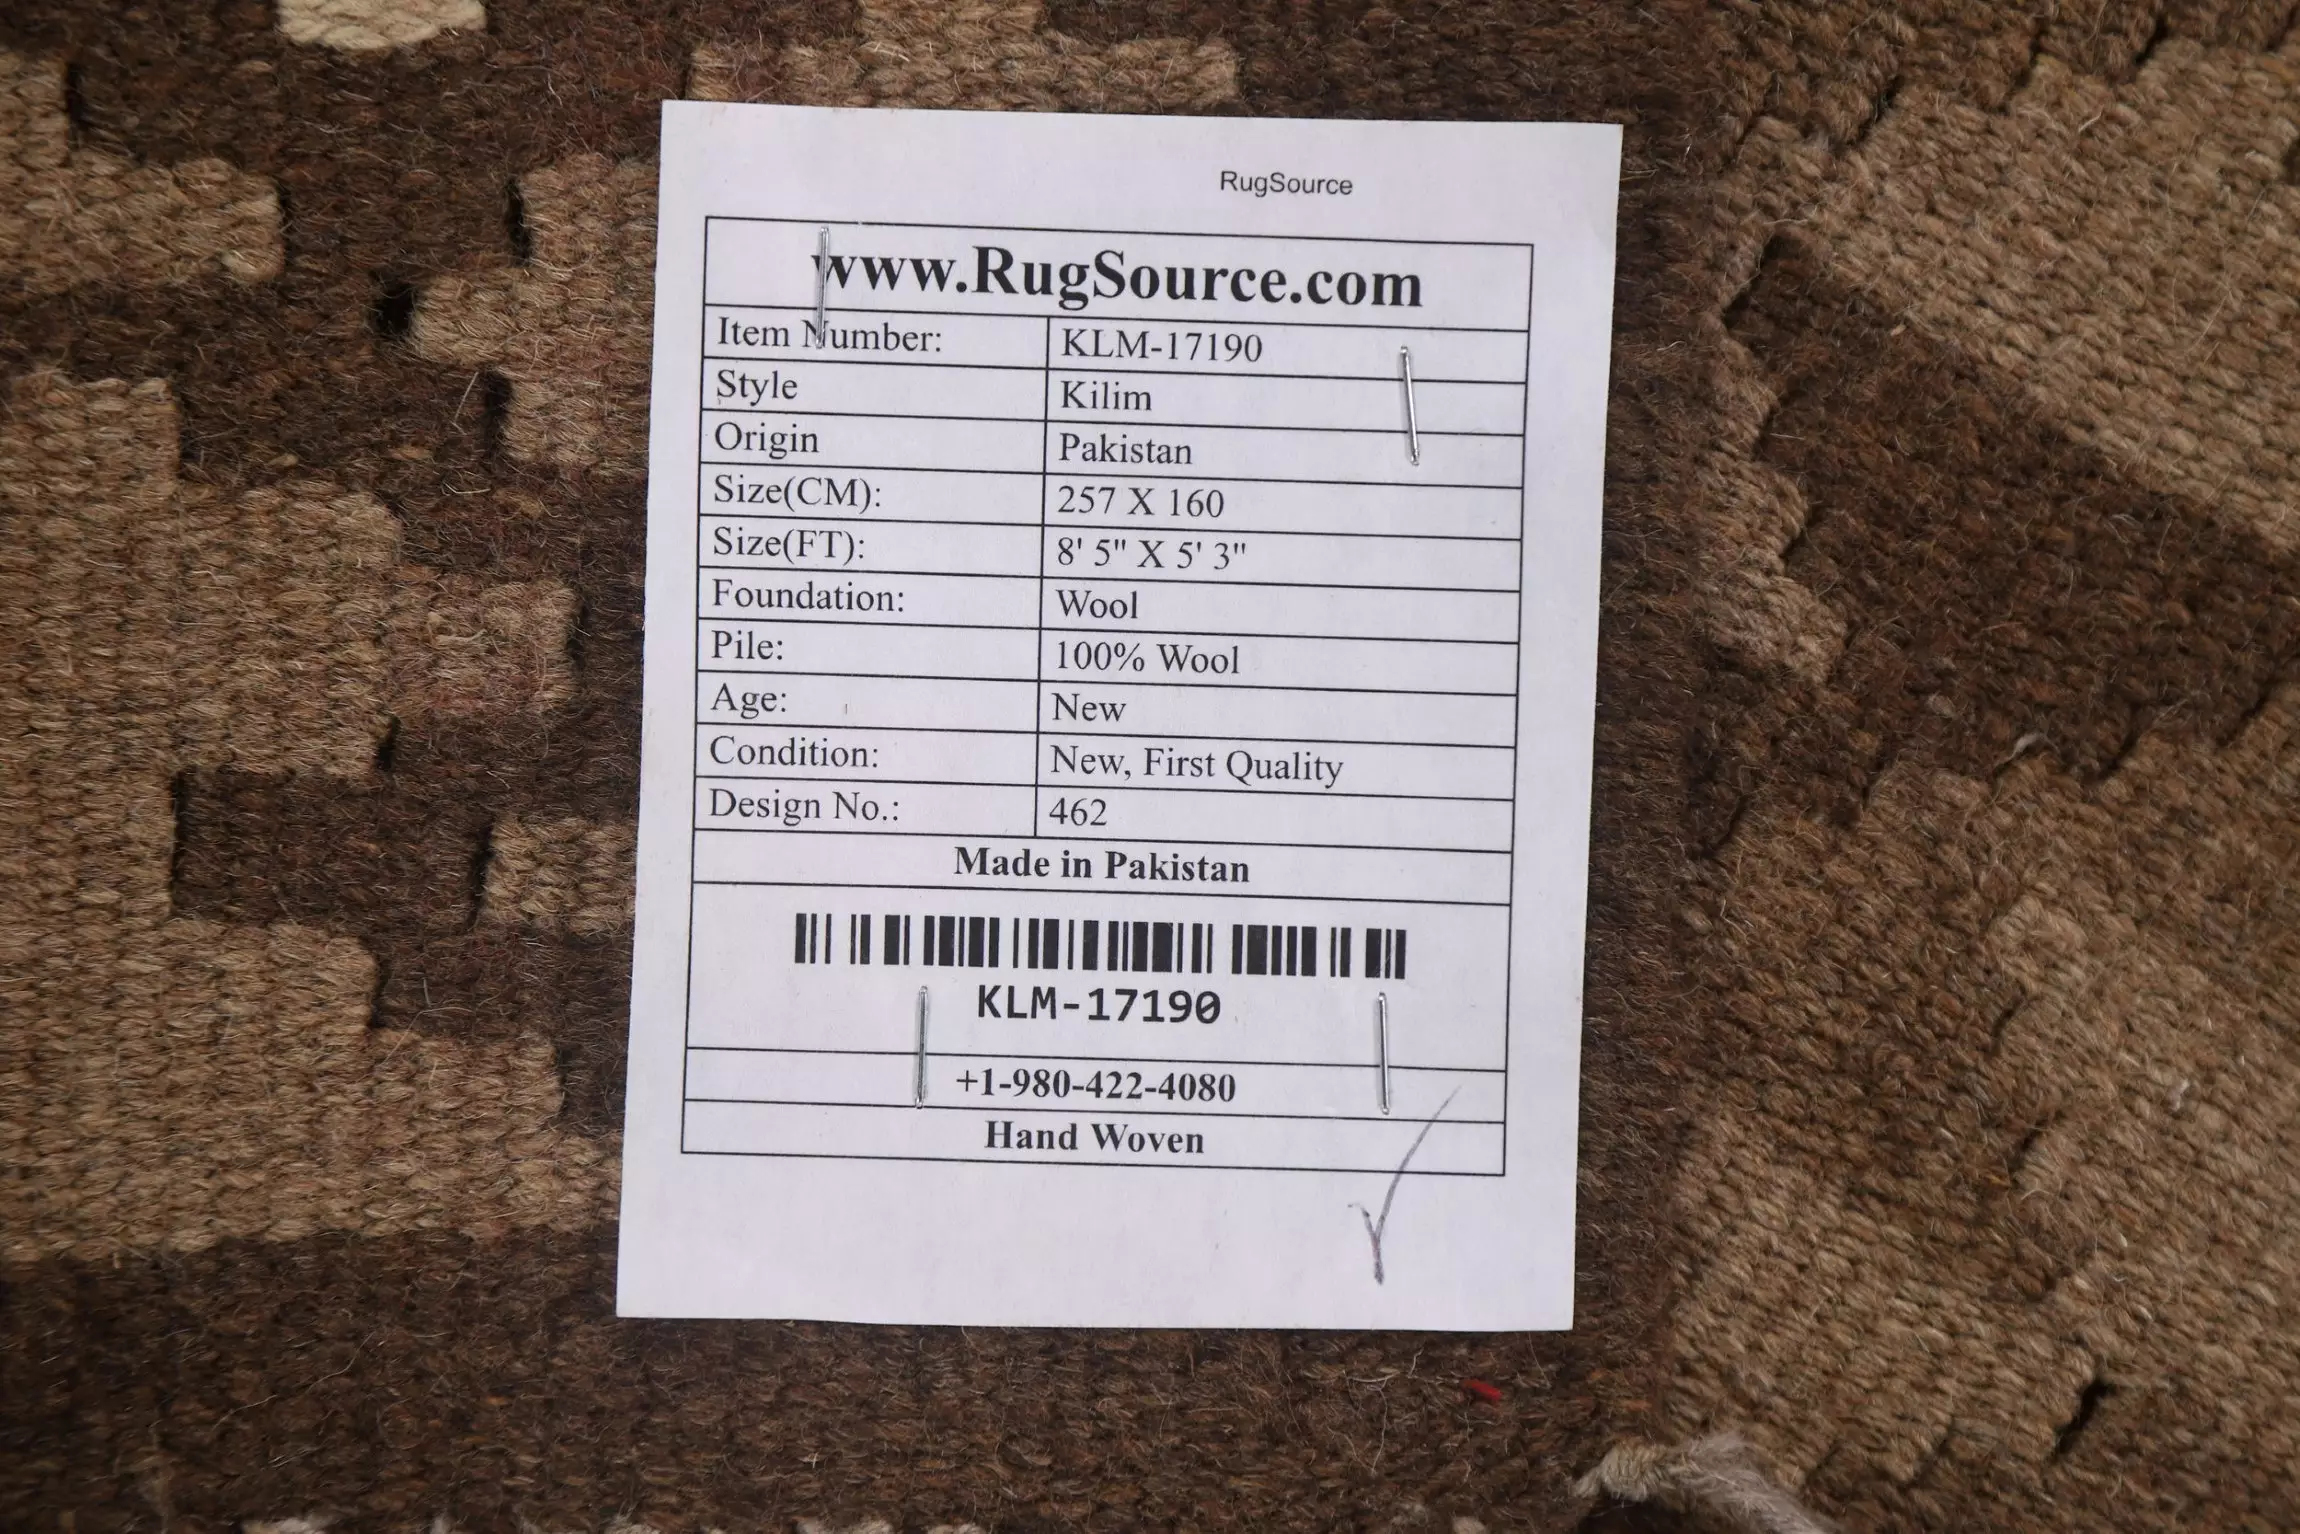 RugSource
www.RugSource.com
Item Number: KLM-17190
Style Kilim
Origin Pakistan
Size(CM): 257 X 160
Size(FT): 8' 5" X 5' 3"
Foundation: Wool
Pile: 100% Wool
Age: New
Condition: New, First Quality
Design No.: 462
Made in Pakistan
KLM-17190
+1-980-422-4080
Hand Woven